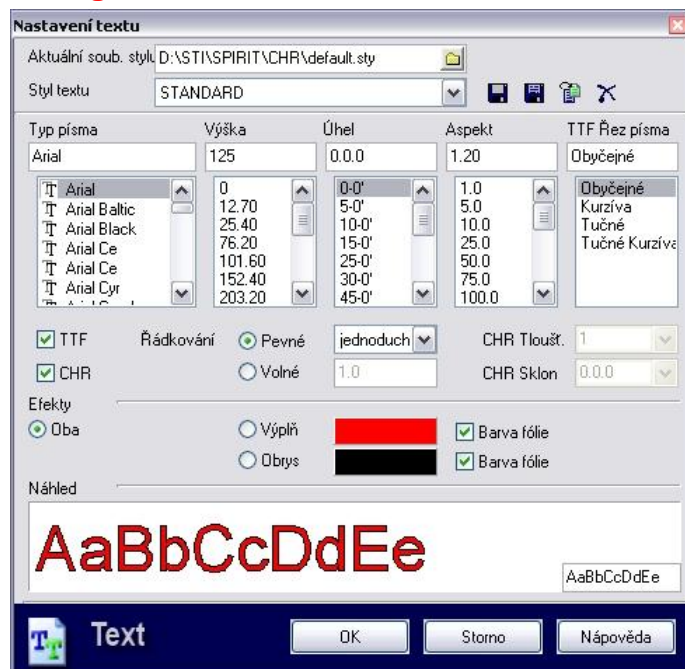 Nastavení textu
Aktuální soub. stylu D:\STI\SPIRIT\CHR\default.sty
Styl textu STANDARD
Typ písma Výška Úhel Aspekt TTF Řez písma
Arial 125 0.0.0 1.20 Obyčejné
Arial 0 0-0' 1.0 Obyčejné
Arial Baltic 12.70 5-0' 5.0 Kurzíva
Arial Black 25.40 10-0' 10.0 Tučné
Arial Ce 76.20 15-0' 25.0 Tučné Kurzíva
Arial Ce 101.60 25-0' 50.0
Arial Cyr 152.40 30-0' 75.0
203.20 45-0' 100.0
TTF Řádkování Pevné jednoduch CHR Tloušť. 1
CHR Volné 1.0 CHR Sklon 0.0.0
Efekty
Oba Výplň Barva fólie
Obrys Barva fólie
Náhled
AaBbCcDdEe
AaBbCcDdEe
Text OK Storno Nápověda